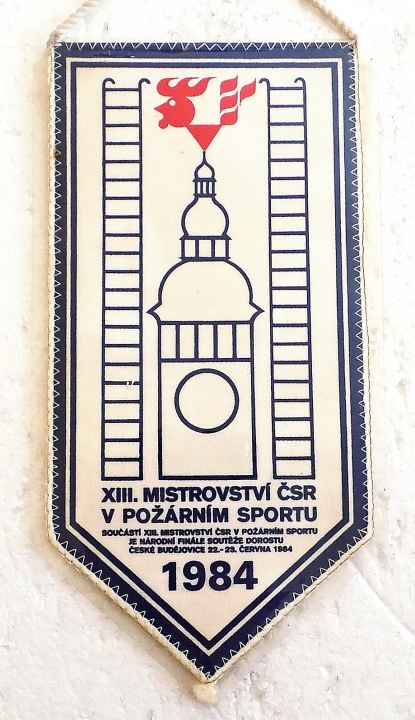 XIII. MISTROVSTVÍ ČSR
V POŽÁRNÍM SPORTU
SOUČÁSTÍ XIII. MISTROVSTVÍ ČSR V POŽÁRNÍM SPORTU
JE NÁRODNÍ FINÁLE SOUTĚŽE DOROSTU
ČESKÉ BUDĚJOVICE 22.- 23. ČERVNA 1984
1984